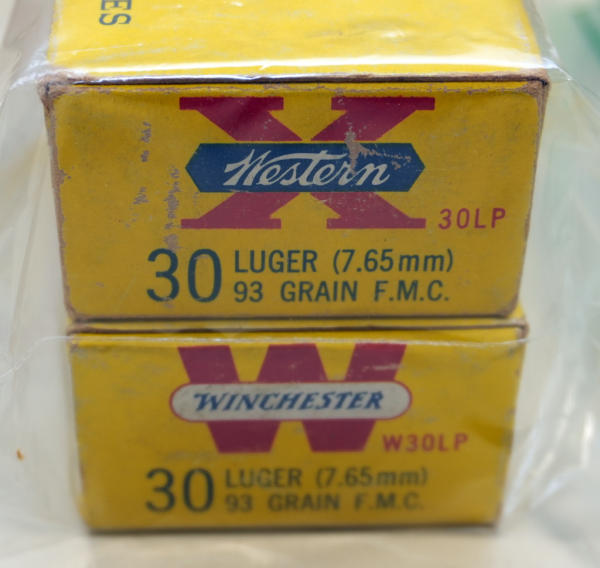 ES
X
Western
30LP
30 LUGER (7.65mm)
93 GRAIN F.M.C.
W
WINCHESTER
W30LP
30 LUGER (7.65mm)
93 GRAIN F.M.C.